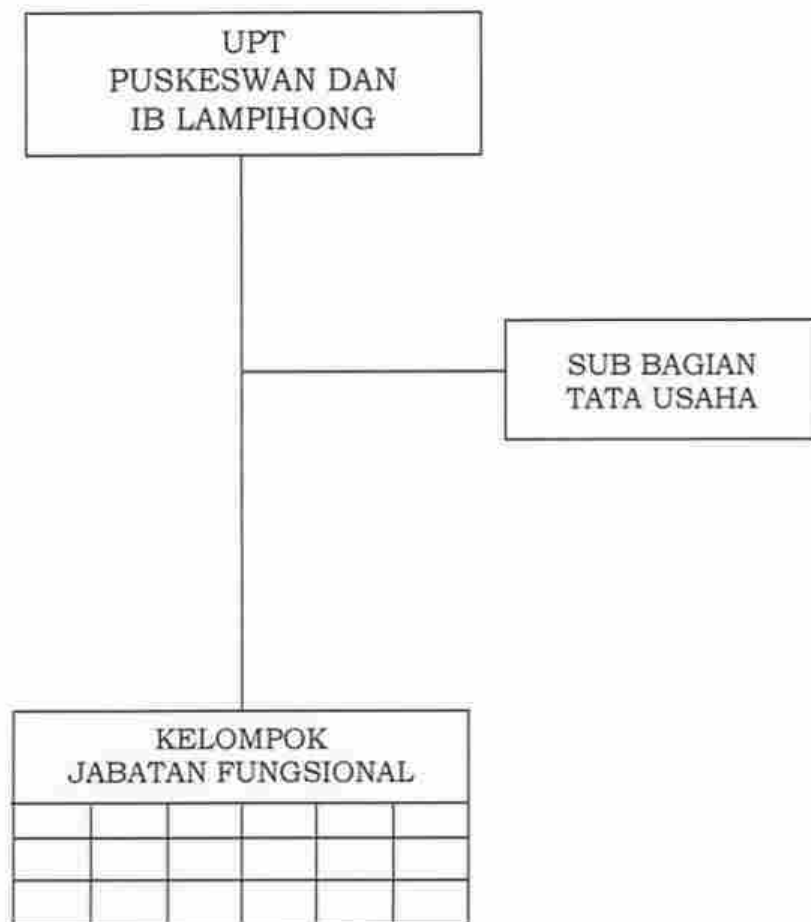 UPT
PUSKESWAN DAN
IB LAMPIHONG
SUB BAGIAN
TATA USAHA
KELOMPOK
JABATAN FUNGSIONAL